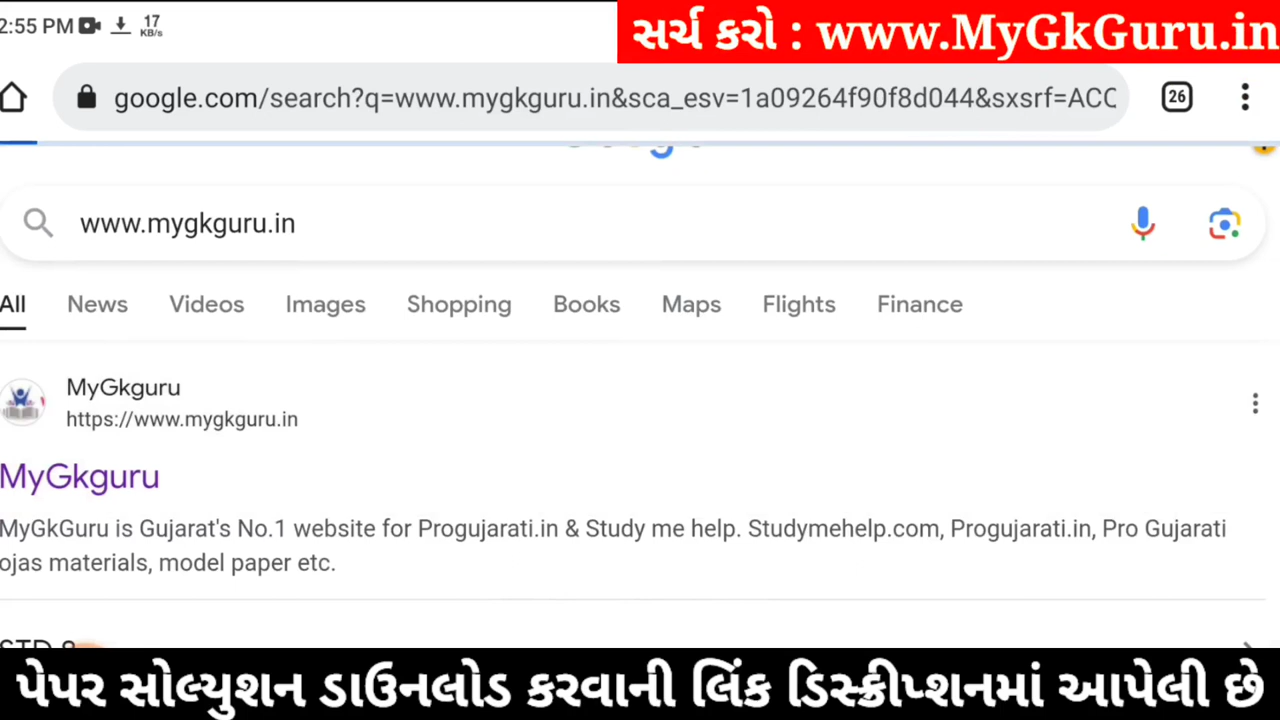 2:55 PM 17 KB/s
સર્ચ કરો : www.MyGkGuru.in
google.com/search?q=www.mygkguru.in&sca_esv=1a09264f90f8d044&sxsrf=ACC
26
www.mygkguru.in
All News Videos Images Shopping Books Maps Flights Finance
MyGkguru
https://www.mygkguru.in
MyGkguru
MyGkGuru is Gujarat's No.1 website for Progujarati.in & Study me help. Studymehelp.com, Progujarati.in, Pro Gujarati
ojas materials, model paper etc.
પેપર સોલ્યુશન ડાઉનલોડ કરવાની લિંક ડિસ્ક્રીપ્શનમાં આપેલી છે